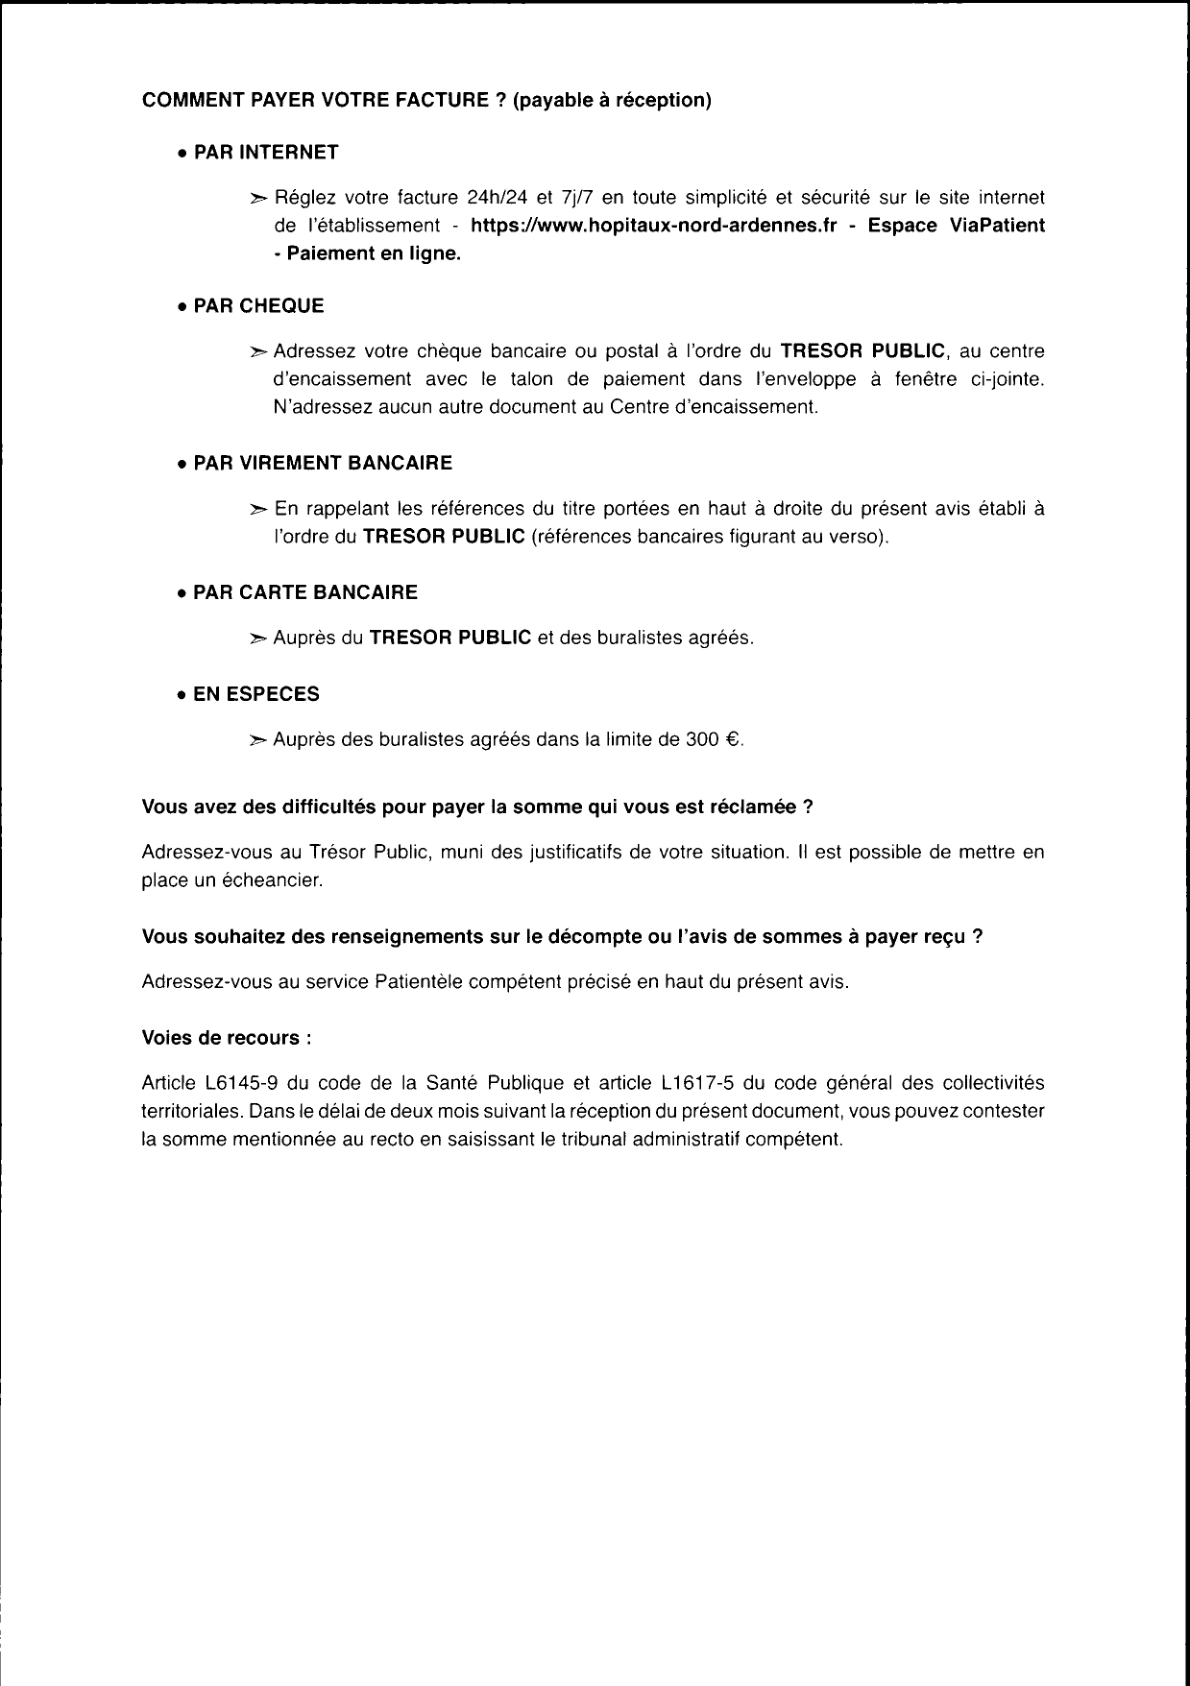 COMMENT PAYER VOTRE FACTURE ? (payable à réception)
• PAR INTERNET
➣ Réglez votre facture 24h/24 et 7j/7 en toute simplicité et sécurité sur le site internet
de l'établissement - https://www.hopitaux-nord-ardennes.fr - Espace ViaPatient
- Paiement en ligne.
• PAR CHEQUE
➣ Adressez votre chèque bancaire ou postal à l'ordre du TRESOR PUBLIC, au centre
d'encaissement avec le talon de paiement dans l'enveloppe à fenêtre ci-jointe.
N'adressez aucun autre document au Centre d'encaissement.
• PAR VIREMENT BANCAIRE
➣ En rappelant les références du titre portées en haut à droite du présent avis établi à
l'ordre du TRESOR PUBLIC (références bancaires figurant au verso).
• PAR CARTE BANCAIRE
➣ Auprès du TRESOR PUBLIC et des buralistes agréés.
• EN ESPECES
➣ Auprès des buralistes agréés dans la limite de 300 €.
Vous avez des difficultés pour payer la somme qui vous est réclamée ?
Adressez-vous au Trésor Public, muni des justificatifs de votre situation. Il est possible de mettre en
place un écheancier.
Vous souhaitez des renseignements sur le décompte ou l'avis de sommes à payer reçu ?
Adressez-vous au service Patientèle compétent précisé en haut du présent avis.
Voies de recours :
Article L6145-9 du code de la Santé Publique et article L1617-5 du code général des collectivités
territoriales. Dans le délai de deux mois suivant la réception du présent document, vous pouvez contester
la somme mentionnée au recto en saisissant le tribunal administratif compétent.